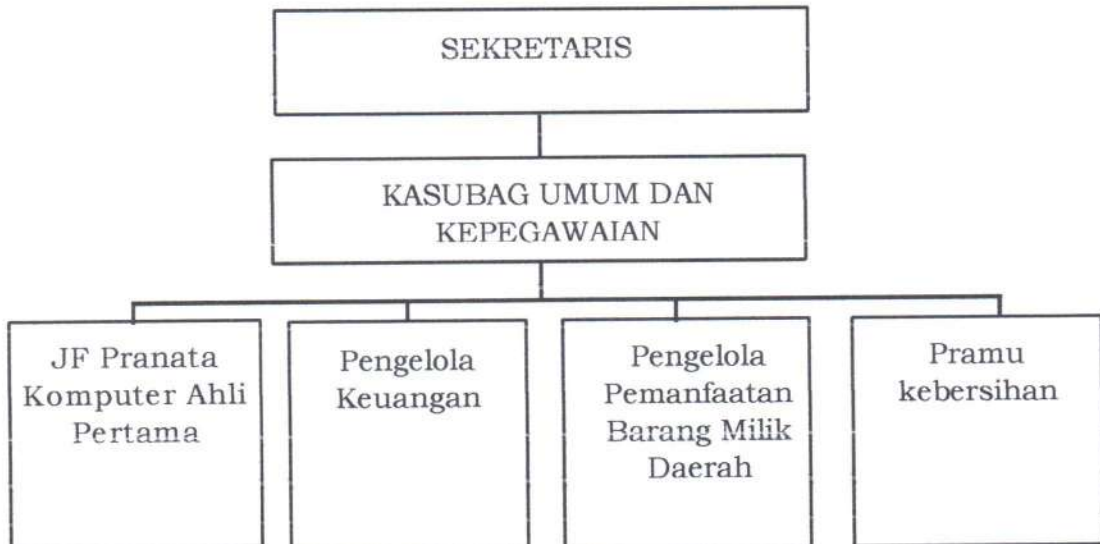 SEKRETARIS
KASUBAG UMUM DAN
KEPEGAWAIAN
JF Pranata
Komputer Ahli
Pertama
Pengelola
Keuangan
Pengelola
Pemanfaatan
Barang Milik
Daerah
Pramu
kebersihan